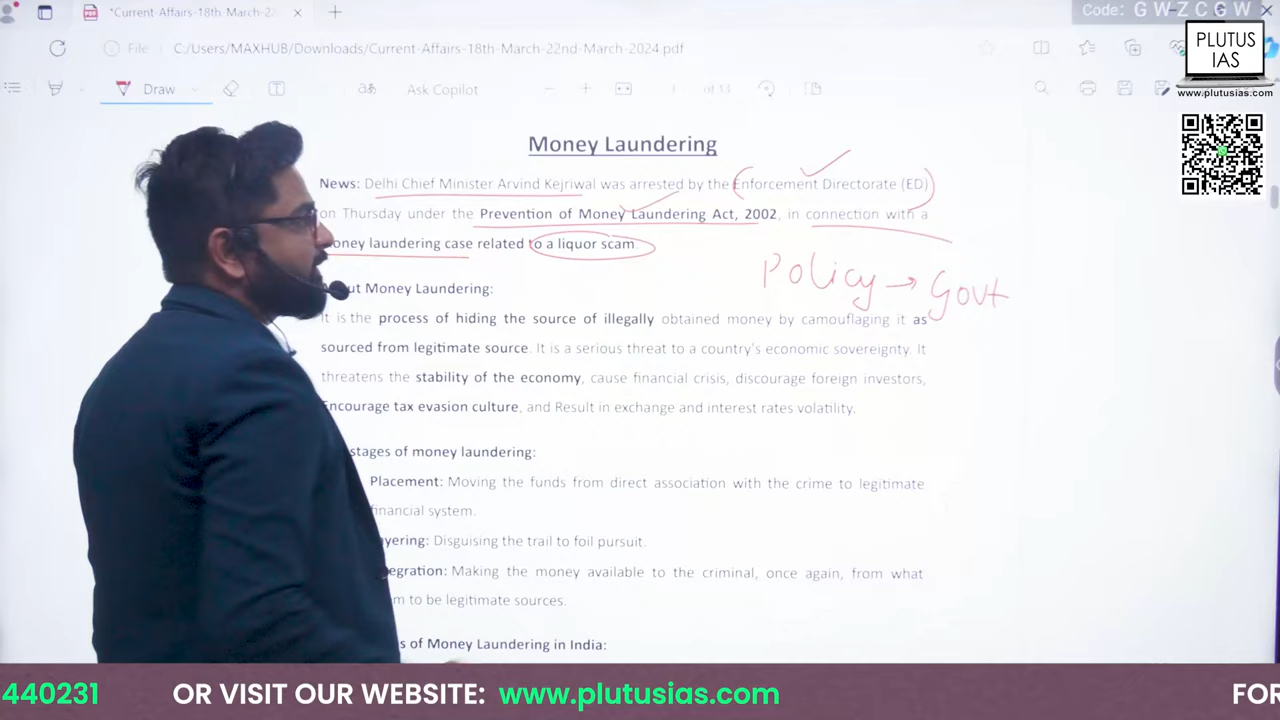 *Current-Affairs-18th March-22
Code: G W Z C G W
File C:/Users/MAXHUB/Downloads/Current-Affairs-18th-March-22nd-March-2024.pdf
PLUTUS
IAS
www.plutusias.com
Draw
Ask Copilot
of 13
Money Laundering
News: Delhi Chief Minister Arvind Kejriwal was arrested by the Enforcement Directorate (ED)
on Thursday under the Prevention of Money Laundering Act, 2002, in connection with a
oney laundering case related to a liquor scam.
Policy → Govt
ut Money Laundering:
It is the process of hiding the source of illegally obtained money by camouflaging it as
sourced from legitimate source. It is a serious threat to a country's economic sovereignty. It
threatens the stability of the economy, cause financial crisis, discourage foreign investors,
Encourage tax evasion culture, and Result in exchange and interest rates volatility.
stages of money laundering:
Placement: Moving the funds from direct association with the crime to legitimate
financial system.
yering: Disguising the trail to foil pursuit.
egration: Making the money available to the criminal, once again, from what
m to be legitimate sources.
s of Money Laundering in India:
440231 OR VISIT OUR WEBSITE: www.plutusias.com FOR